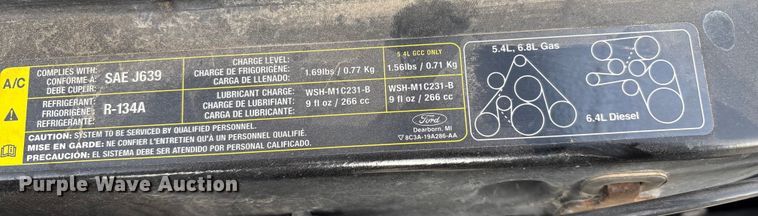 A/C
COMPLIES WITH:
CONFORME À:
DEBE CUPLIR:
SAE J639
REFRIGERANT:
FRIGORIGÈNE:
REFRIGERANTE:
R-134A
CHARGE LEVEL:
CHARGE DE FRIGORIGÈNE:
CARGA DE LLENADO:
1.69lbs / 0.77 Kg
5.4L GCC ONLY
1.56lbs / 0.71 Kg
LUBRICANT CHARGE:
CHARGE DE LUBRIFIANT:
CARGA DE LUBRICANTE:
WSH-M1C231-B
9 fl oz / 266 cc
WSH-M1C231-B
9 fl oz / 266 cc
CAUTION: SYSTEM TO BE SERVICED BY QUALIFIED PERSONNEL.
MISE EN GARDE: NE CONFIER L'ENTRETIEN QU'À UN PERSONNEL QUALIFIÉ.
CUIDADO: EL SISTEMA DEBE SER ATENDIDO POR PERSONAL CALIFICADO.
Ford
Dearborn, MI
8C3A-19A286-AA
5.4L, 6.8L Gas
6.4L Diesel
Purple Wave Auction